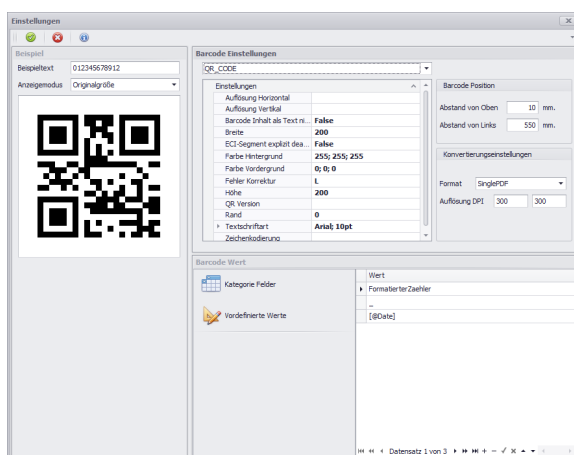 Einstellungen
Beispiel
Beispieltext 012345678912
Anzeigemodus Originalgröße
Barcode Einstellungen
QR_CODE
Einstellungen
Auflösung Horizontal
Auflösung Vertikal
Barcode Inhalt als Text ni... False
Breite 200
ECI-Segment explizit dea... False
Farbe Hintergrund 255; 255; 255
Farbe Vordergrund 0; 0; 0
Fehler Korrektur L
Höhe 200
QR Version
Rand 0
Textschriftart Arial; 10pt
Zeichenkodierung
Barcode Position
Abstand von Oben 10 mm.
Abstand von Links 550 mm.
Konvertierungseinstellungen
Format SinglePDF
Auflösung DPI 300 300
Barcode Wert
Kategorie Felder
Vordefinierte Werte
Wert
FormatierterZaehler
_
[@Date]
Datensatz 1 von 3